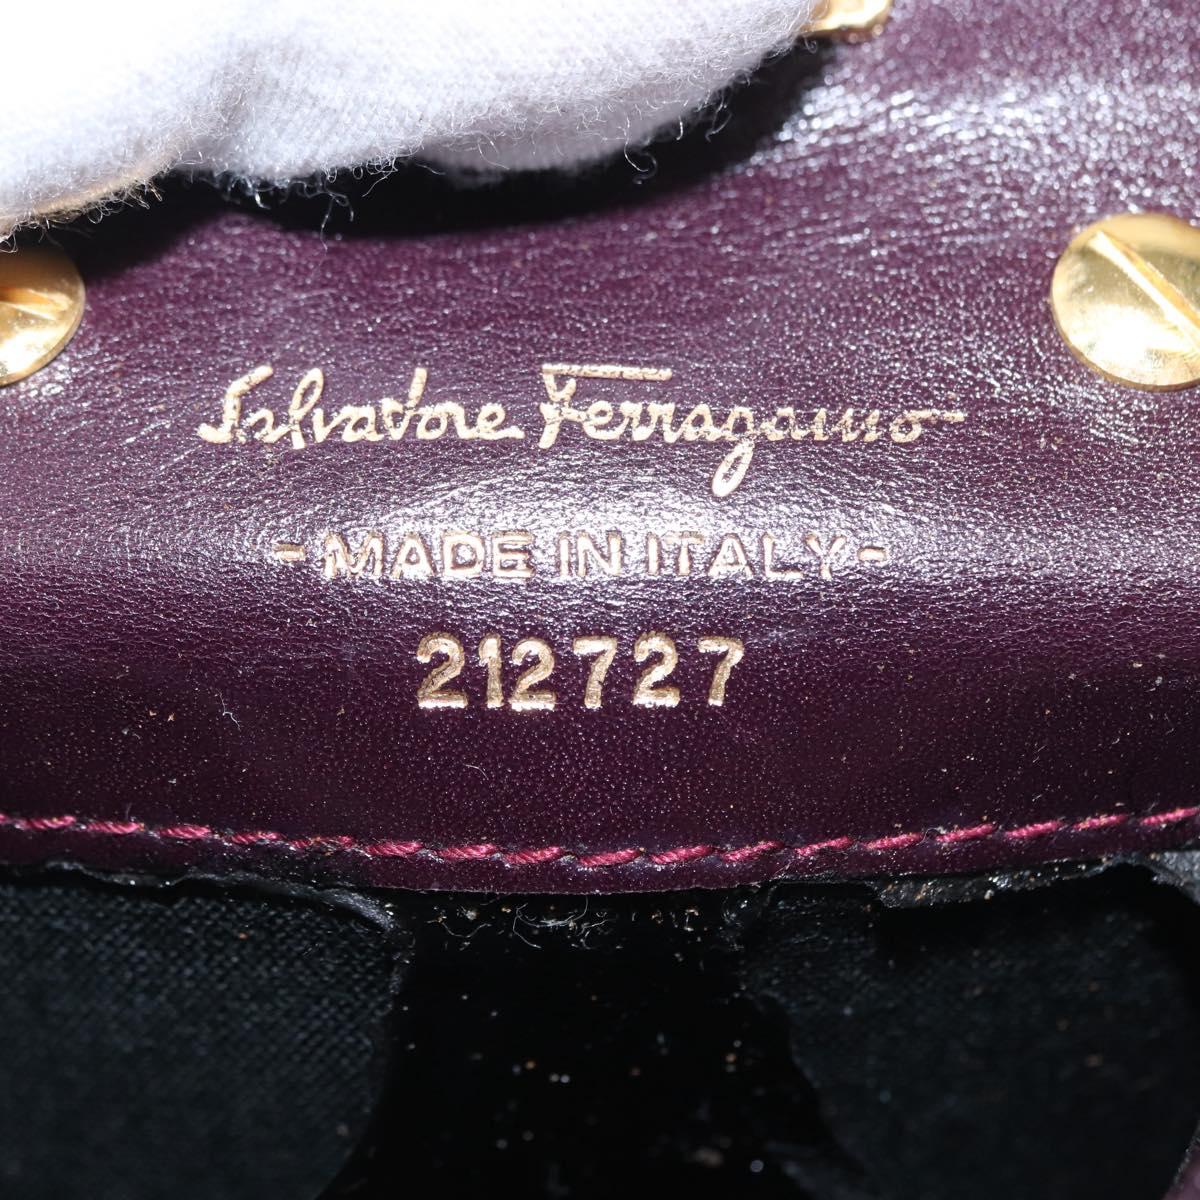 Salvatore Ferragamo
-MADE IN ITALY-
212727